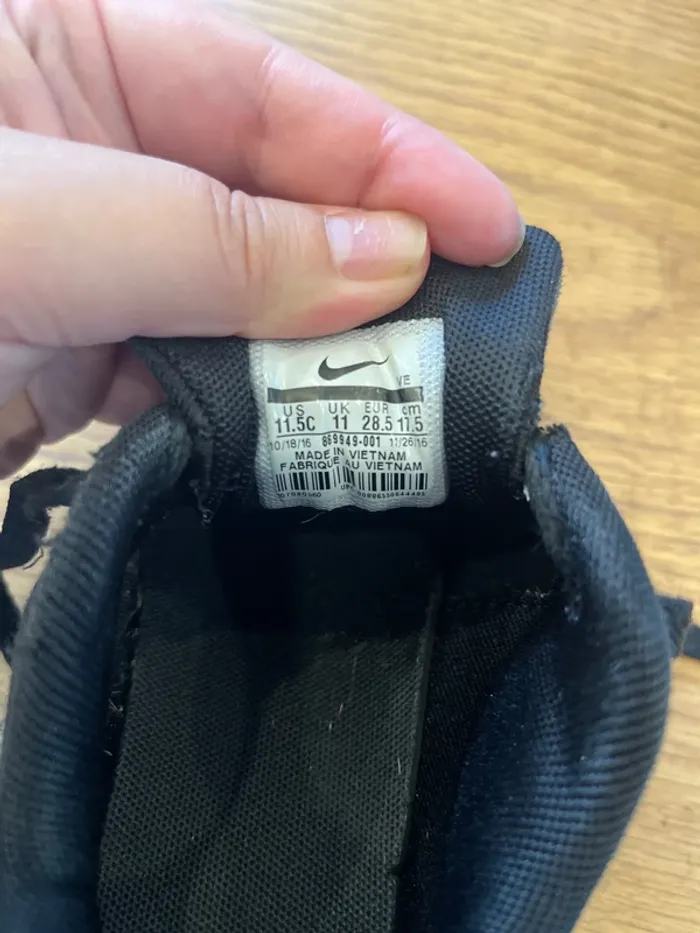 VE
US UK EUR cm
11.5C 11 28.5 17.5
10/18/16 869949-001 11/26/16
MADE IN VIETNAM
FABRIQUE AU VIETNAM